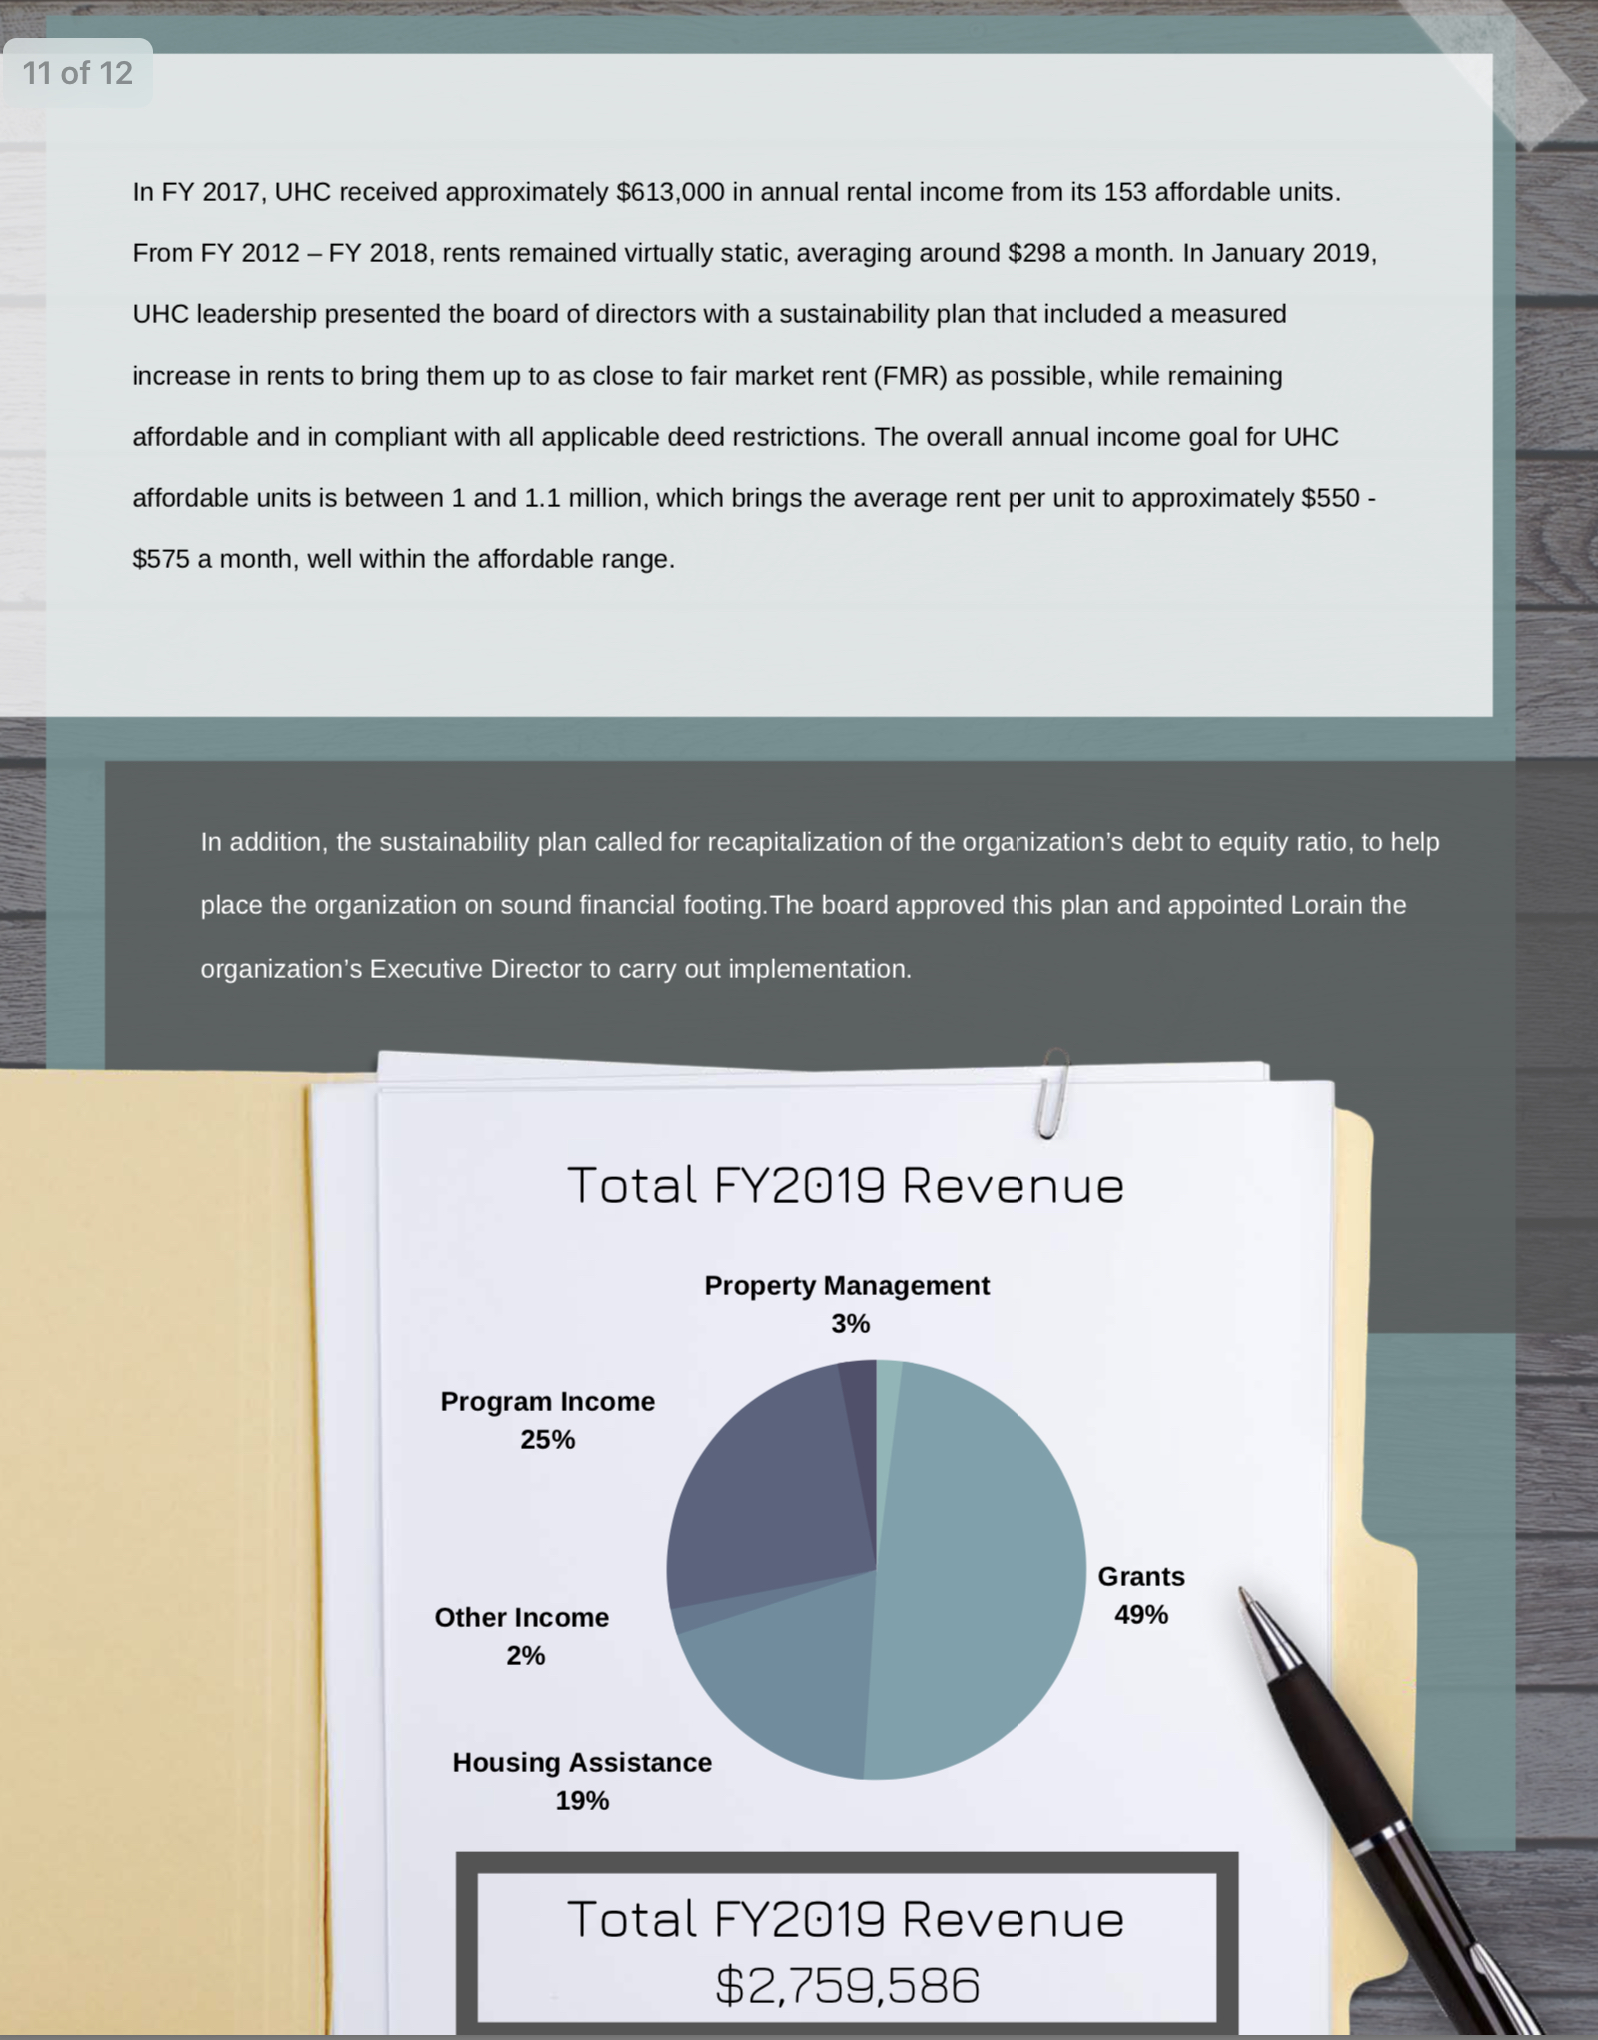 11 of 12
In FY 2017, UHC received approximately $613,000 in annual rental income from its 153 affordable units.
From FY 2012 – FY 2018, rents remained virtually static, averaging around $298 a month. In January 2019,
UHC leadership presented the board of directors with a sustainability plan that included a measured
increase in rents to bring them up to as close to fair market rent (FMR) as possible, while remaining
affordable and in compliant with all applicable deed restrictions. The overall annual income goal for UHC
affordable units is between 1 and 1.1 million, which brings the average rent per unit to approximately $550 -
$575 a month, well within the affordable range.
In addition, the sustainability plan called for recapitalization of the organization’s debt to equity ratio, to help
place the organization on sound financial footing.The board approved this plan and appointed Lorain the
organization’s Executive Director to carry out implementation.
Total FY2019 Revenue
Property Management
3%
Program Income
25%
Grants
49%
Other Income
2%
Housing Assistance
19%
Total FY2019 Revenue
$2,759,586